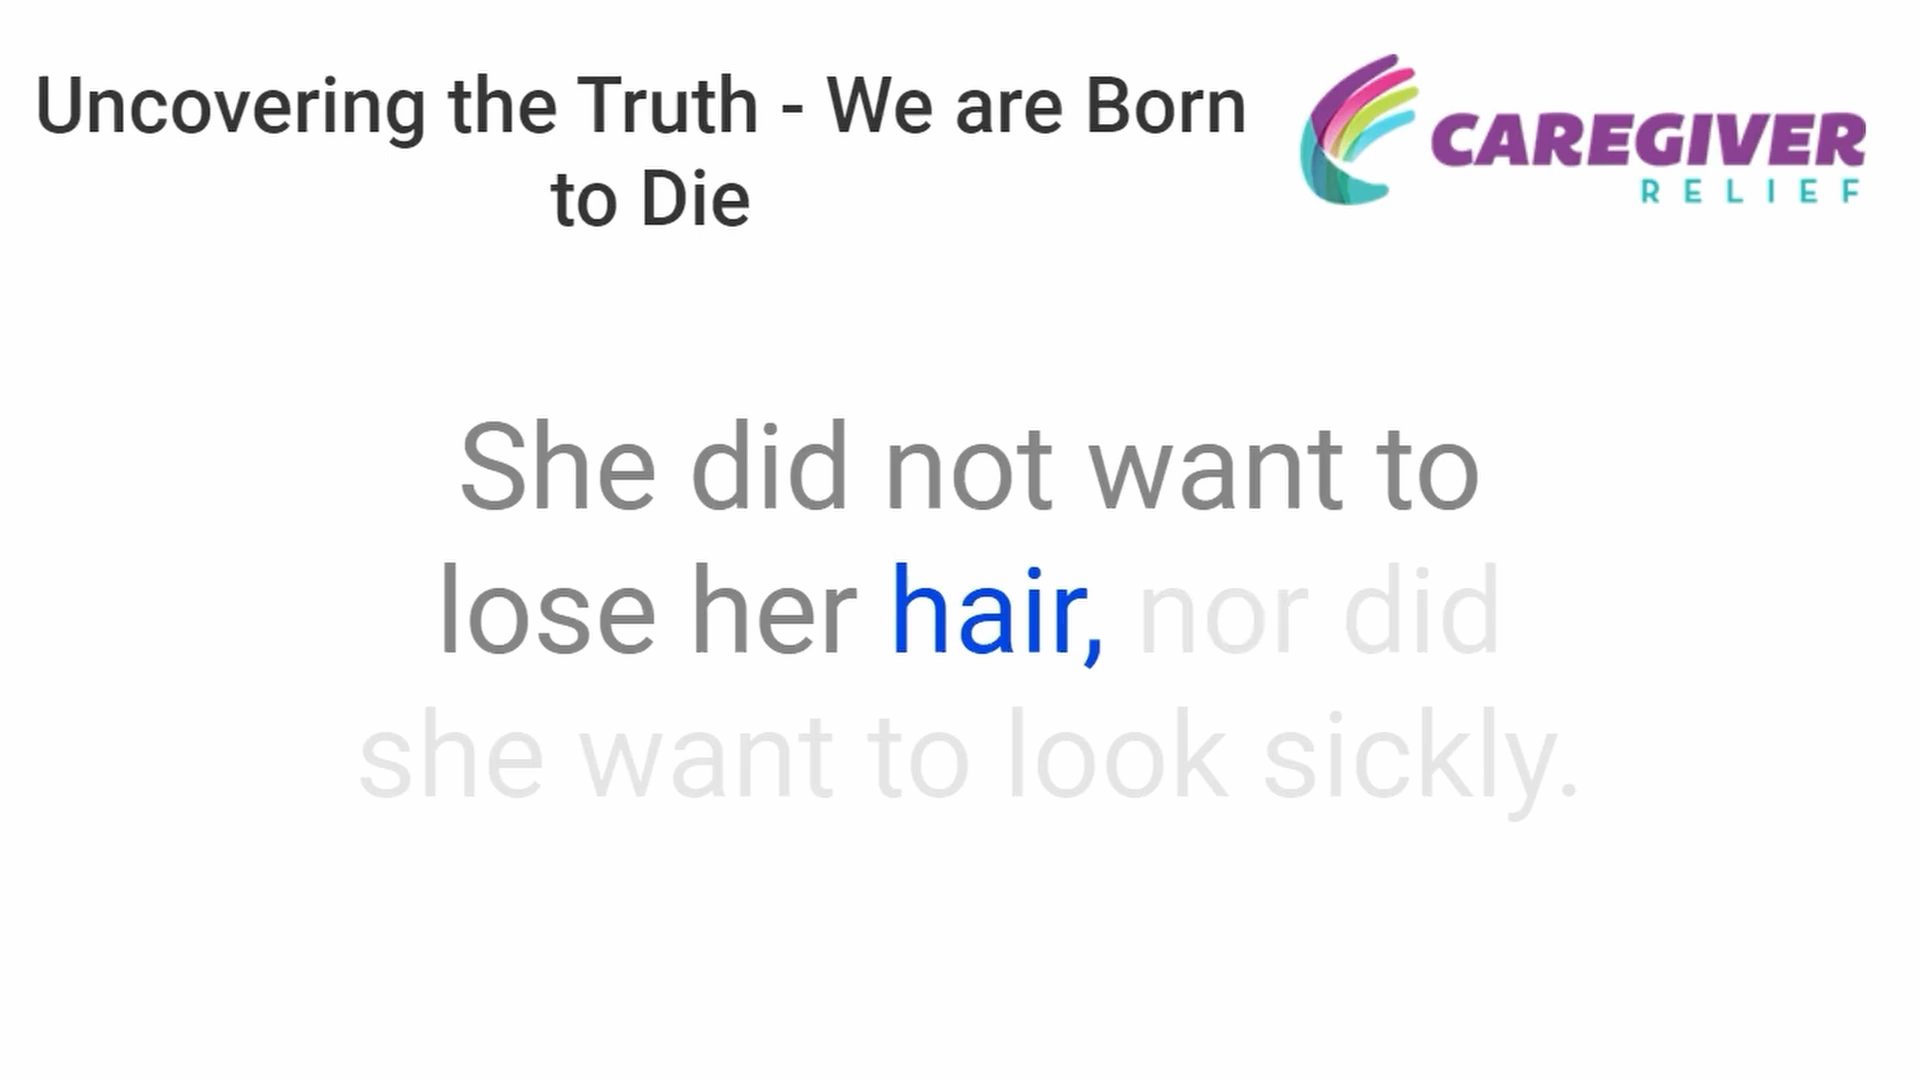 Uncovering the Truth - We are Born
to Die
CAREGIVER
RELIEF
She did not want to
lose her hair, nor did
she want to look sickly.